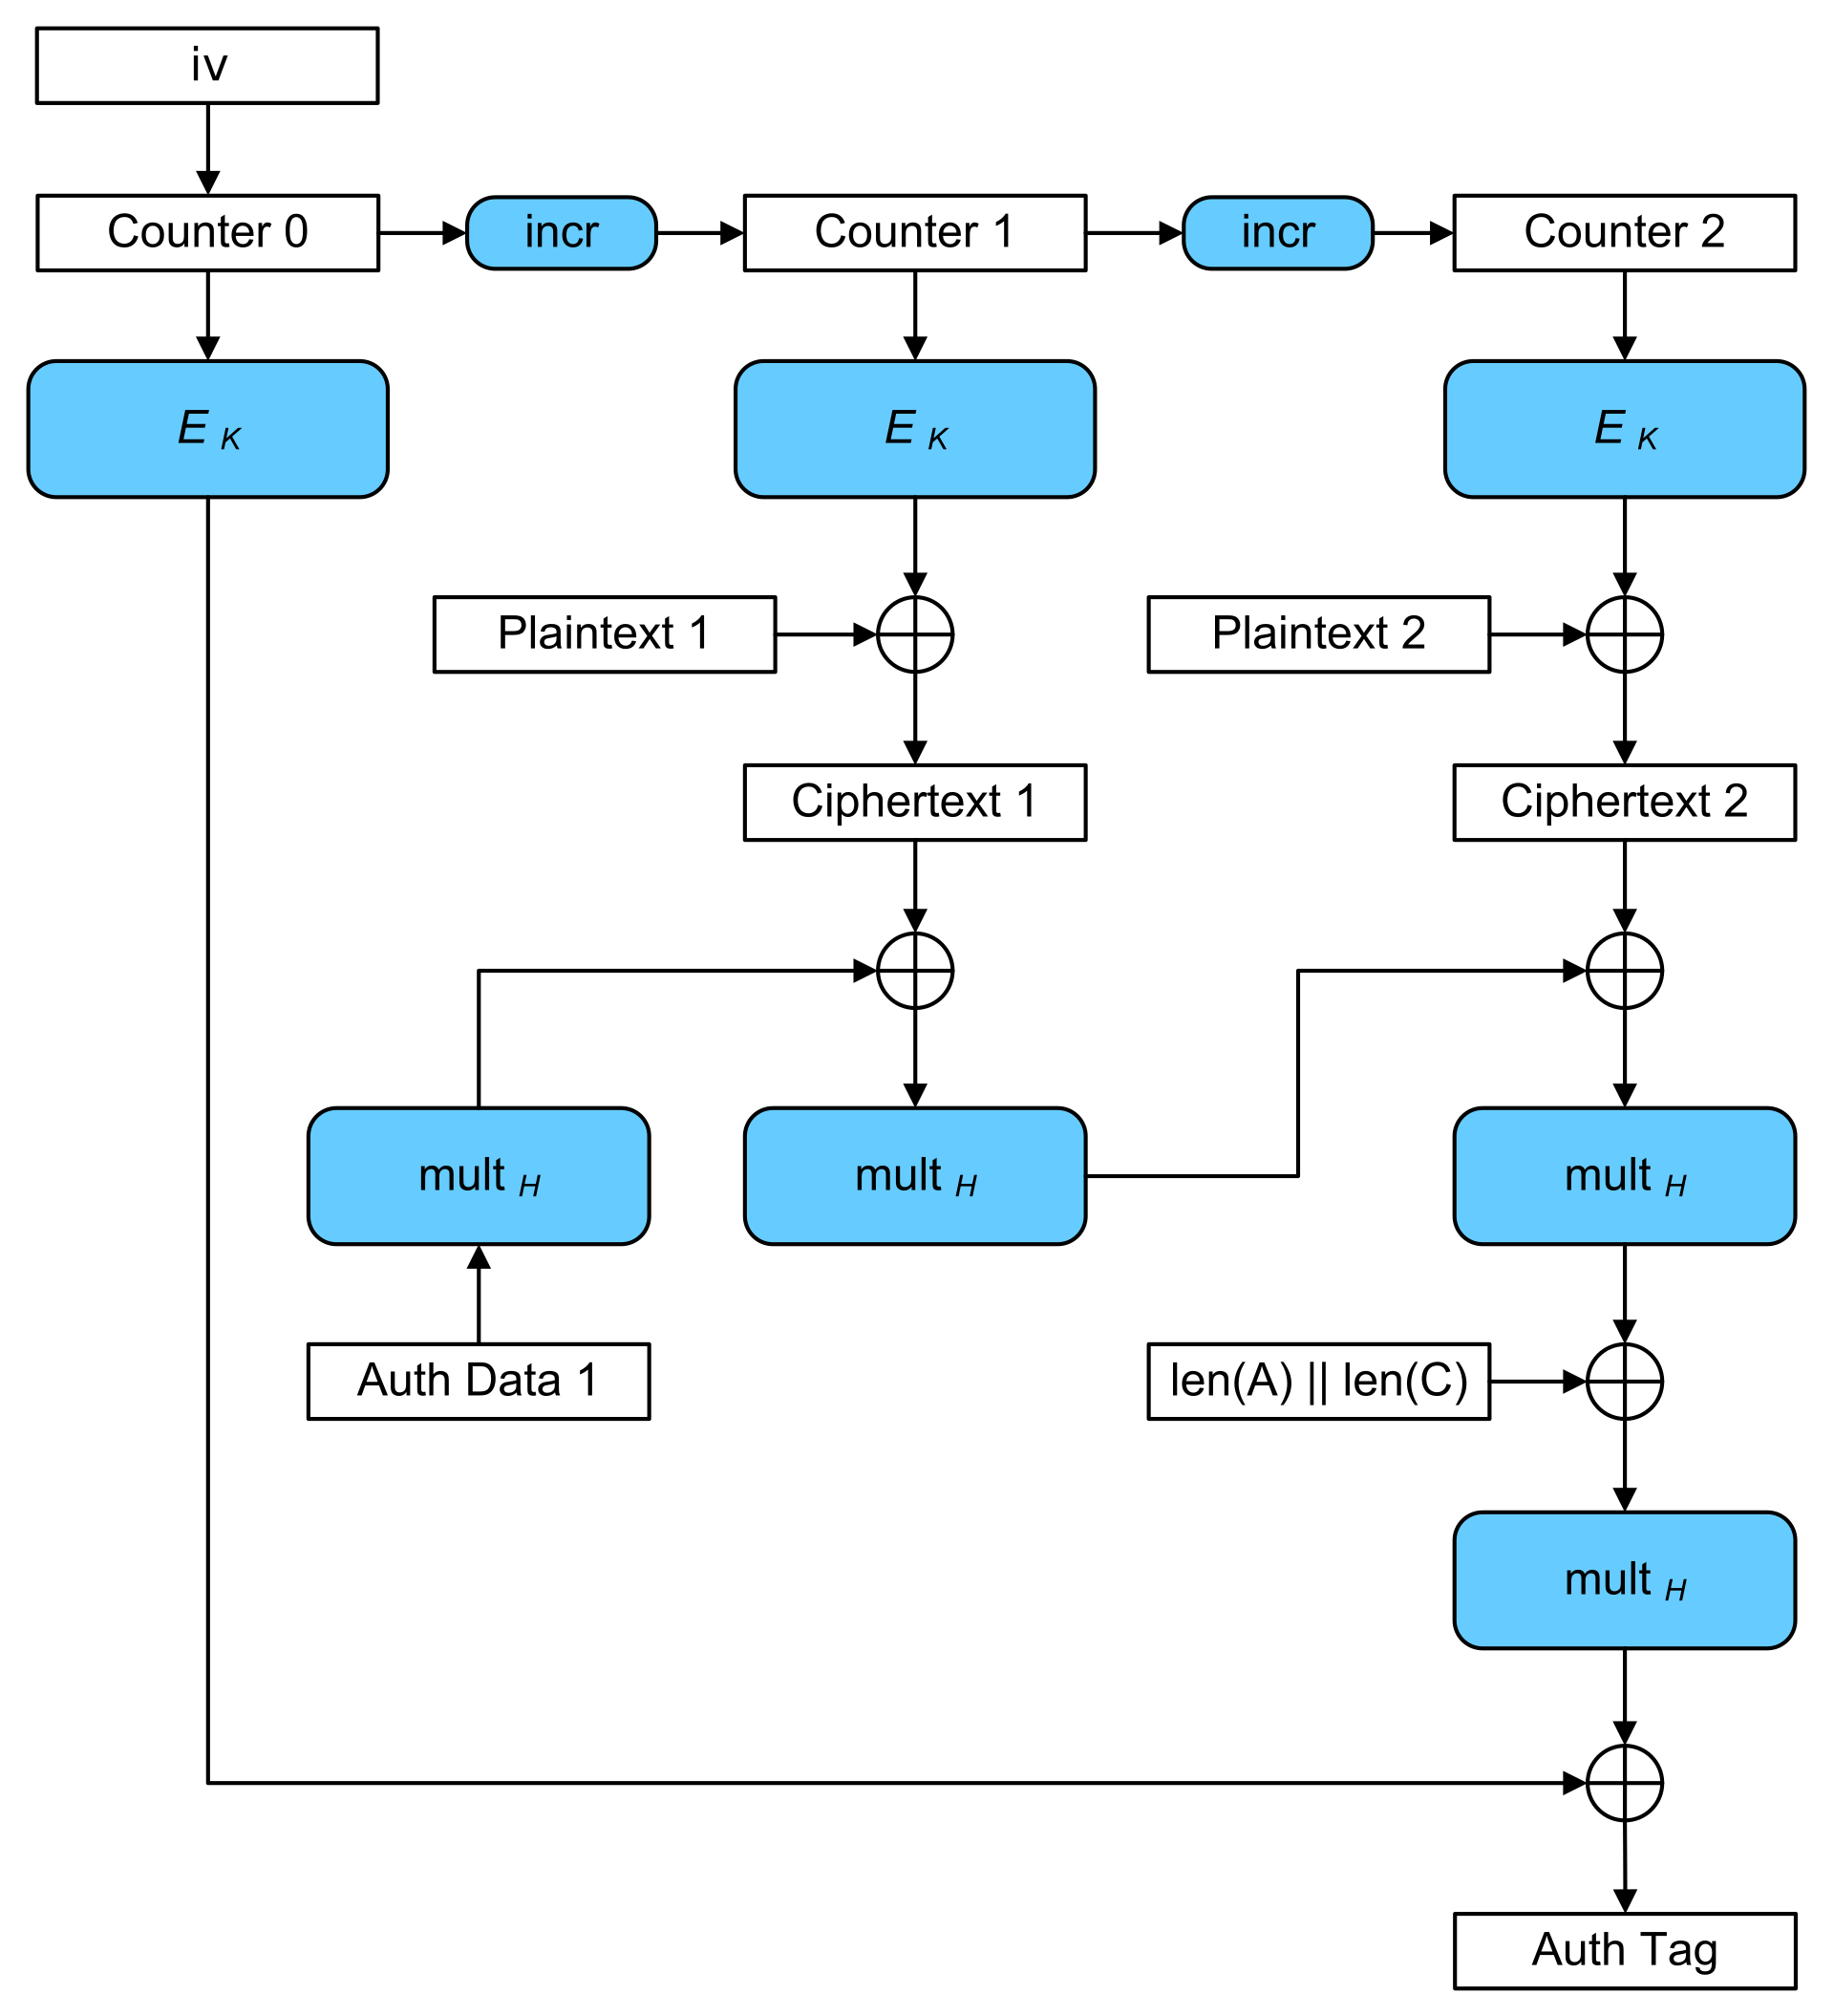 iv
Counter 0
incr
Counter 1
incr
Counter 2
E K
E K
E K
Plaintext 1
Plaintext 2
Ciphertext 1
Ciphertext 2
mult H
mult H
mult H
Auth Data 1
len(A) || len(C)
mult H
Auth Tag